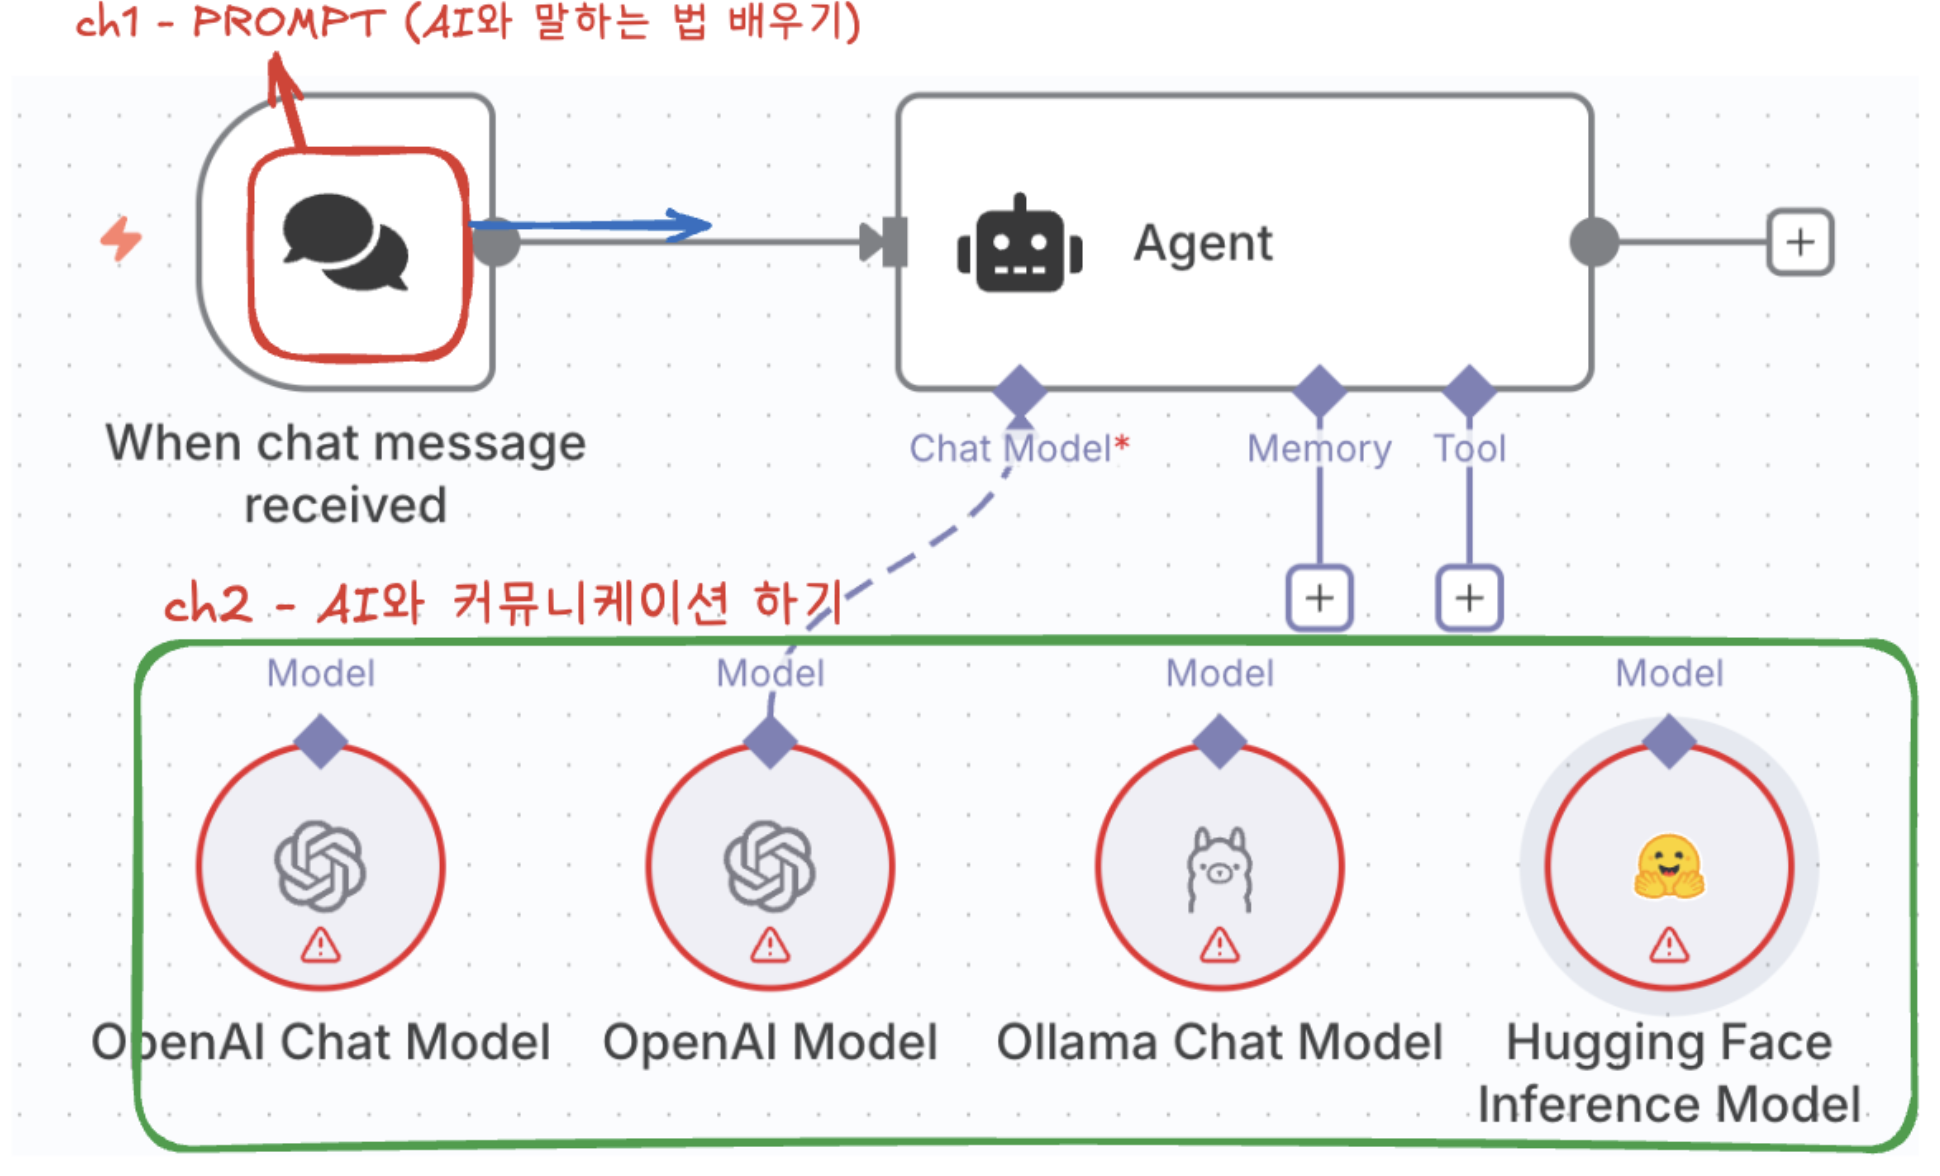 ch1 - PROMPT (AI와 말하는 법 배우기)
Agent
When chat message
received
Chat Model*
Memory
Tool
ch2 - AI와 커뮤니케이션 하기
Model
Model
Model
Model
OpenAI Chat Model
OpenAI Model
Ollama Chat Model
Hugging Face
Inference Model